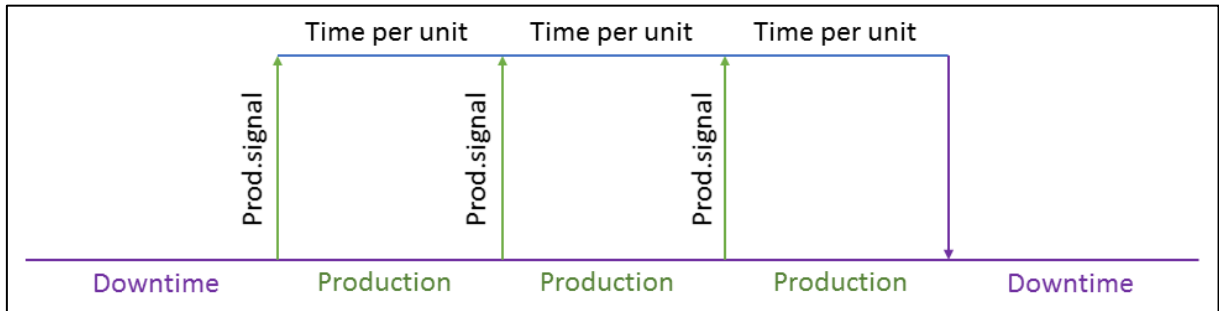 Time per unit Time per unit Time per unit
Prod.signal Prod.signal Prod.signal
Downtime Production Production Production Downtime